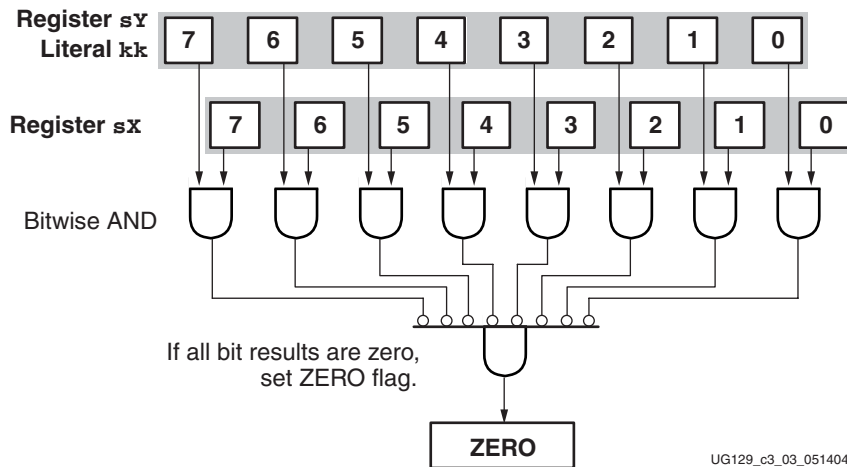 Register sY
Literal kk
7 6 5 4 3 2 1 0
Register sX
7 6 5 4 3 2 1 0
Bitwise AND
If all bit results are zero,
set ZERO flag.
ZERO
UG129_c3_03_051404